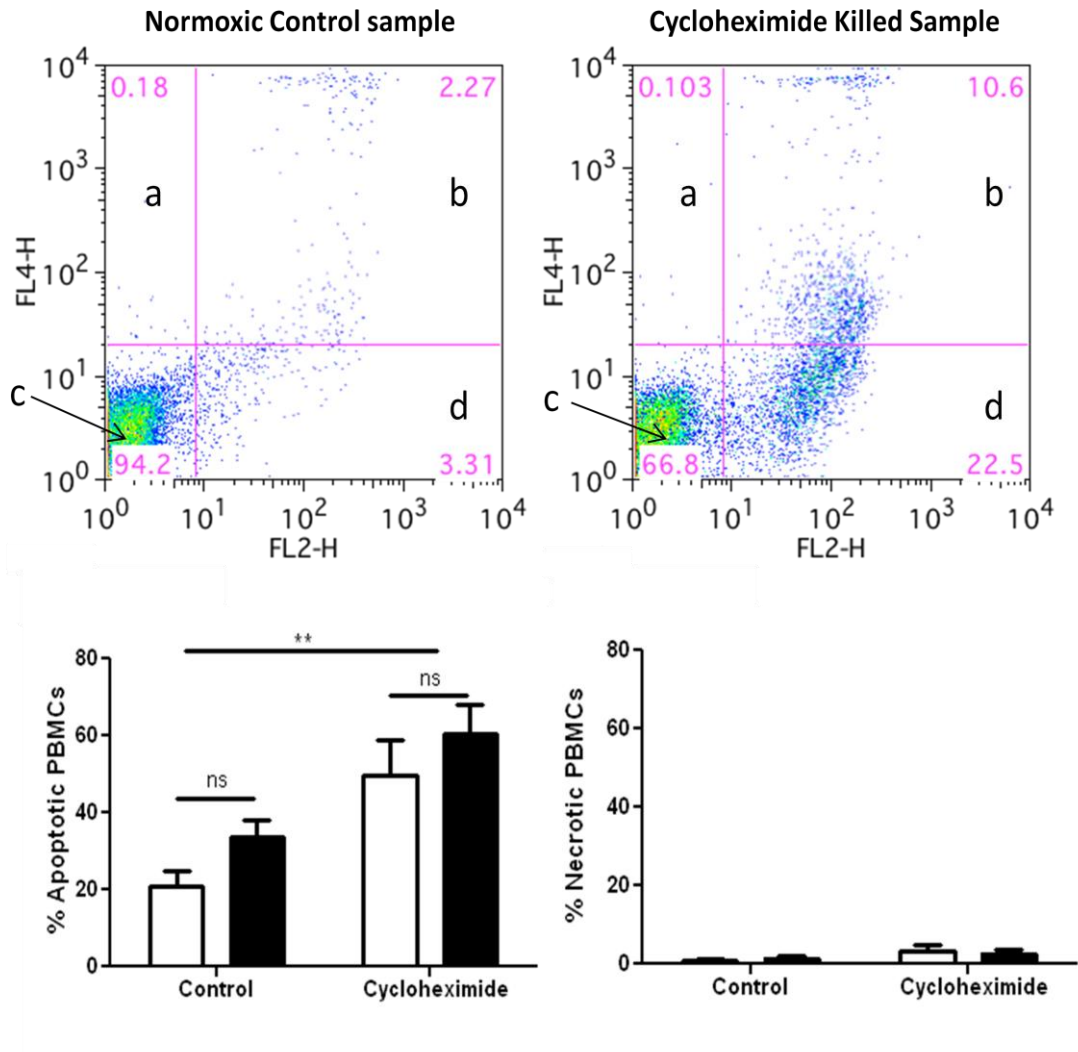 Normoxic Control sample
Cycloheximide Killed Sample
10⁴
0.18
2.27
10³
a
b
FL4-H
10²
10¹
c
d
10⁰
94.2
3.31
10⁰ 10¹ 10² 10³ 10⁴
FL2-H
10⁴
0.103
10.6
10³
a
b
FL4-H
10²
10¹
c
d
10⁰
66.8
22.5
10⁰ 10¹ 10² 10³ 10⁴
FL2-H
**
80
ns
60
ns
% Apoptotic PBMCs
40
20
0
Control
Cycloheximide
80
60
% Necrotic PBMCs
40
20
0
Control
Cycloheximide